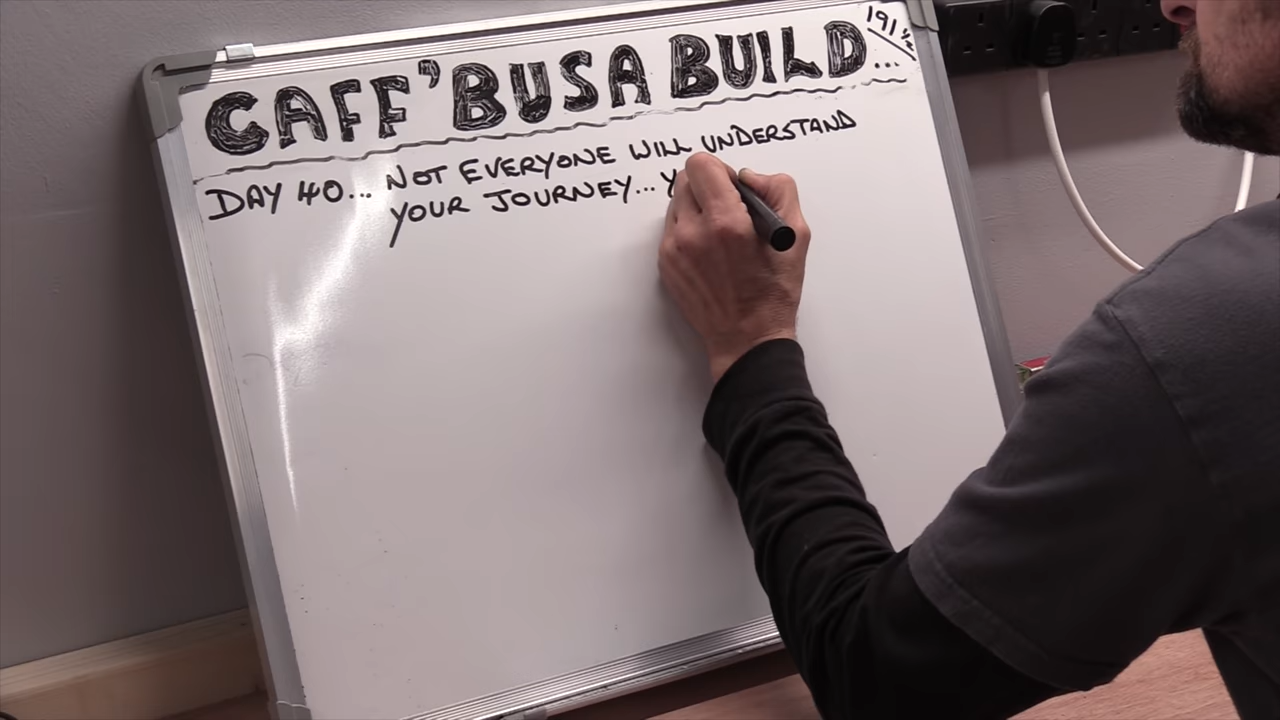 CAFF'BUSA BUILD...
191 1/2
DAY 40... NOT EVERYONE WILL UNDERSTAND
YOUR JOURNEY...